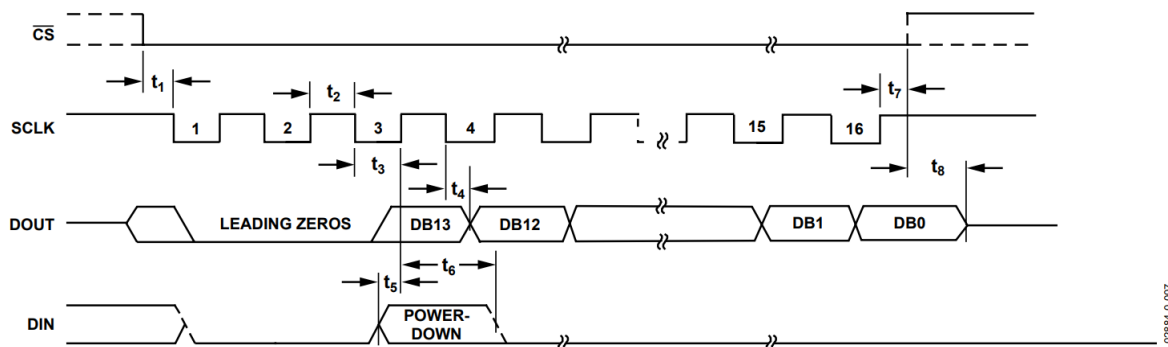 CS
t1
t2
t7
SCLK
1
2
3
4
15
16
t3
t4
t8
DOUT
LEADING ZEROS
DB13
DB12
DB1
DB0
t5
t6
DIN
POWER-
DOWN